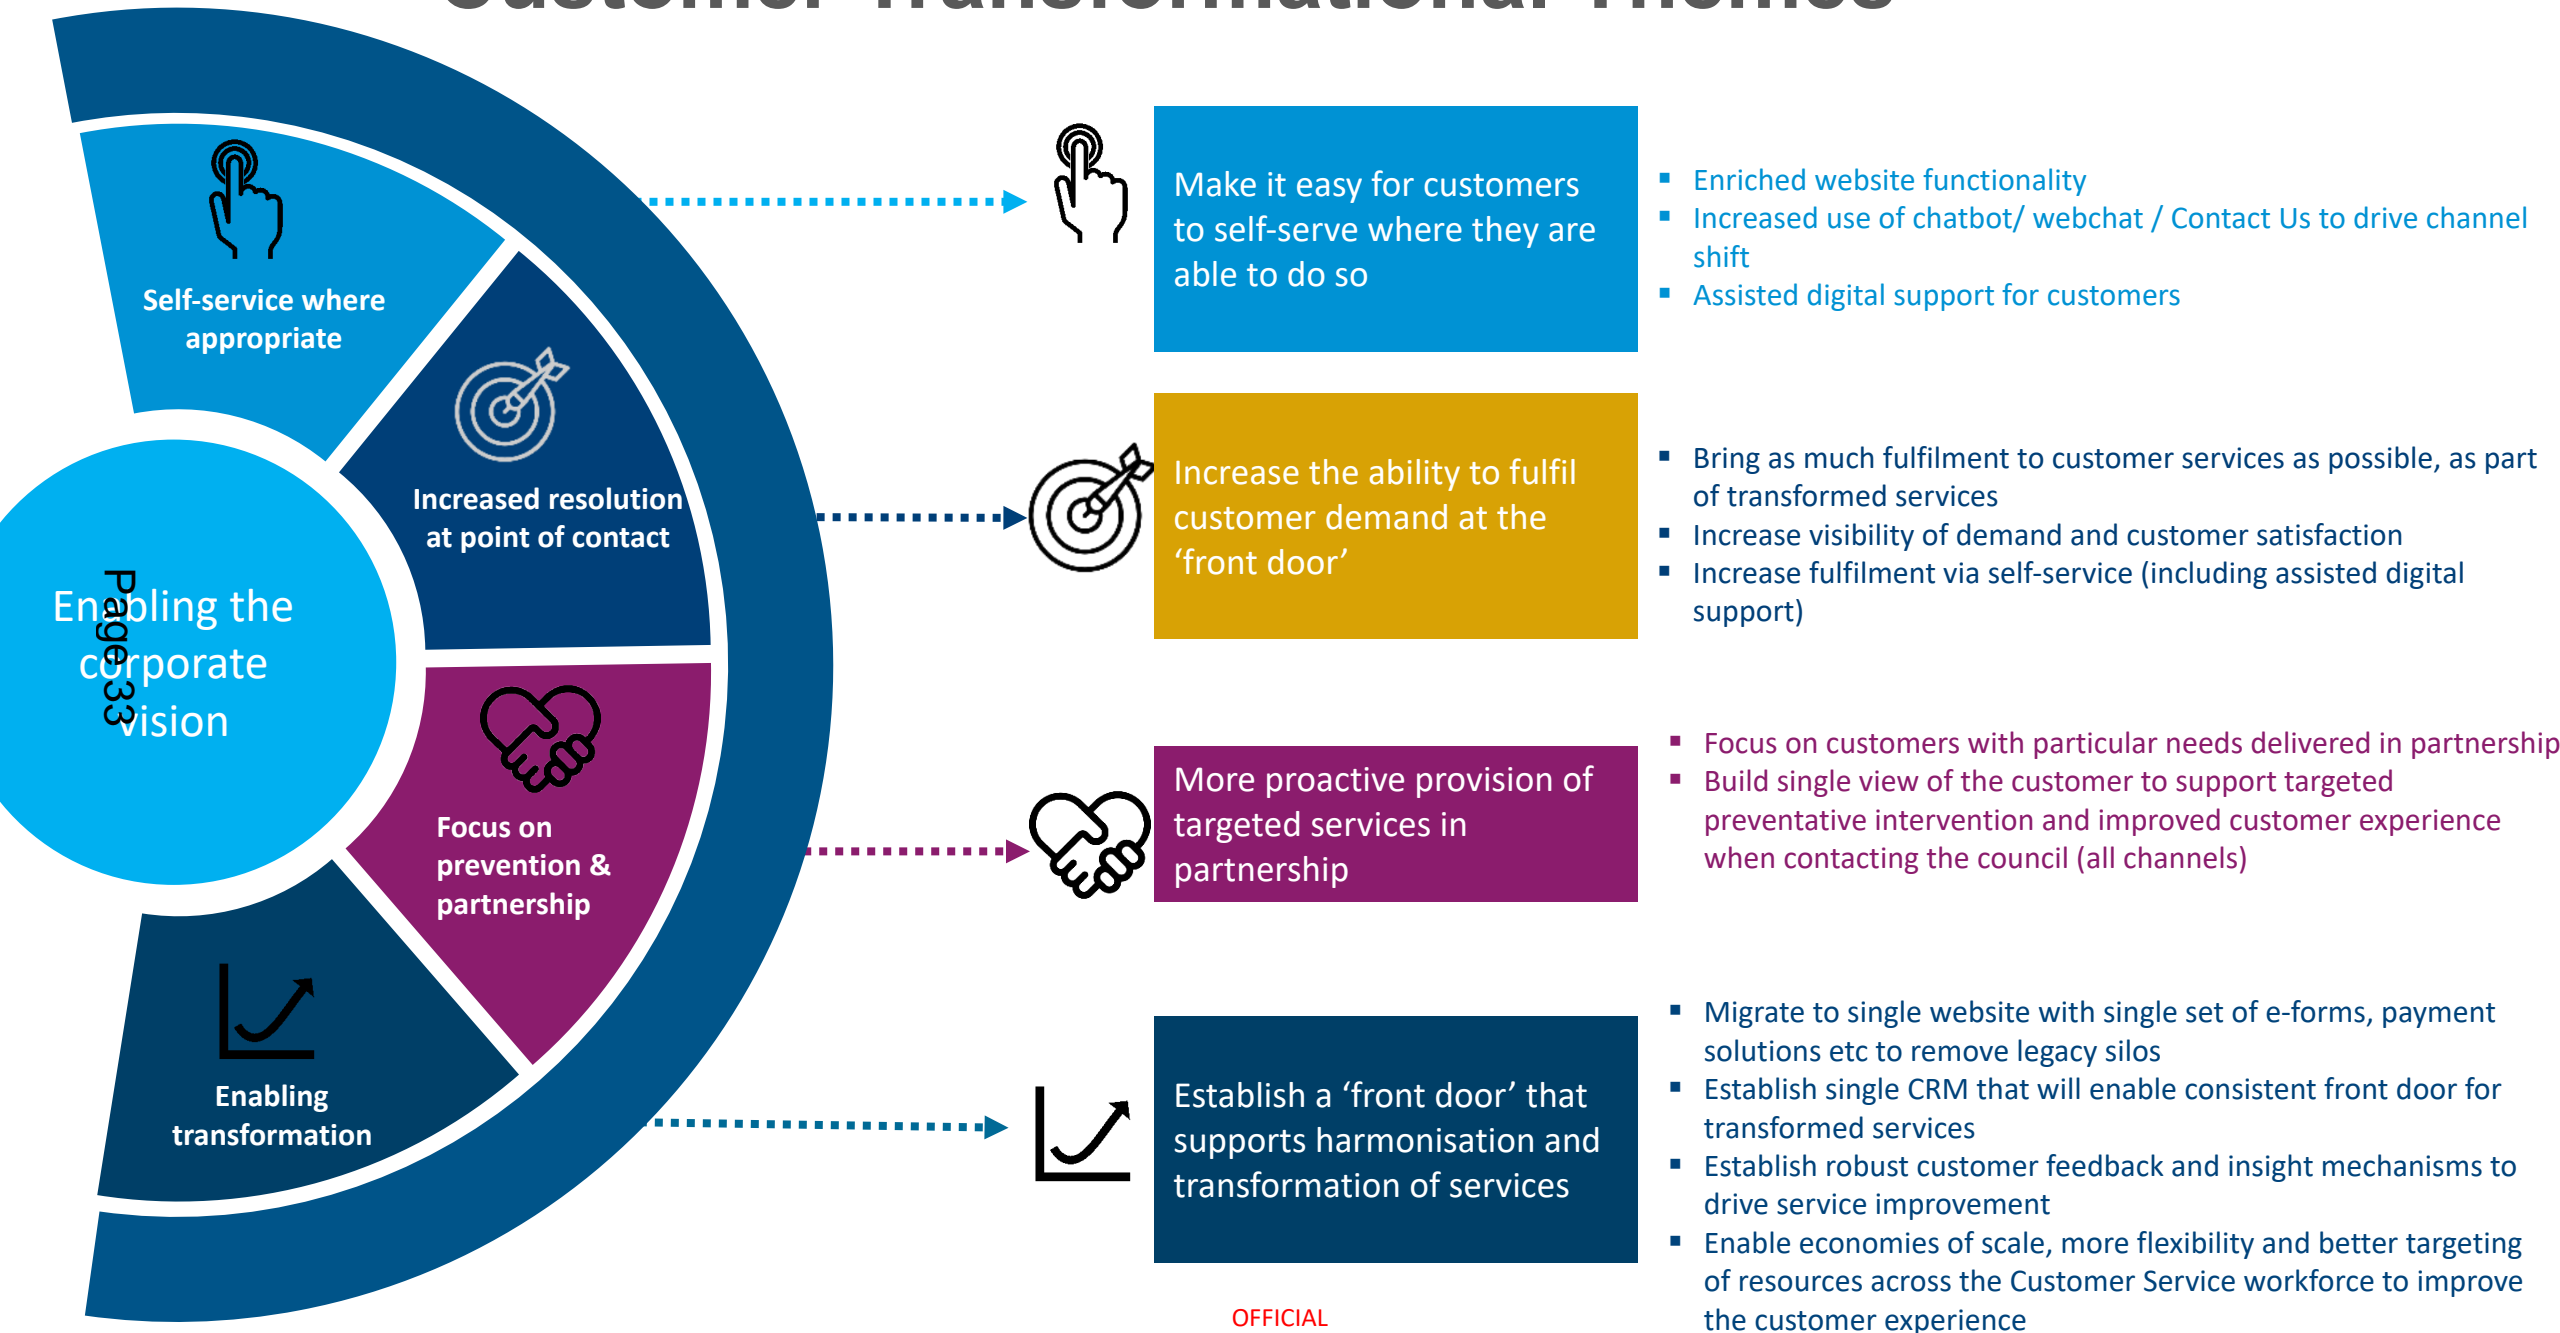 Customer Transformational Themes
Self-service where
appropriate
Increased resolution
at point of contact
Enabling the
corporate
vision
Page 33
Focus on
prevention &
partnership
Enabling
transformation
Make it easy for customers
to self-serve where they are
able to do so
▪ Enriched website functionality
▪ Increased use of chatbot/ webchat / Contact Us to drive channel
shift
▪ Assisted digital support for customers
Increase the ability to fulfil
customer demand at the
‘front door’
▪ Bring as much fulfilment to customer services as possible, as part
of transformed services
▪ Increase visibility of demand and customer satisfaction
▪ Increase fulfilment via self-service (including assisted digital
support)
More proactive provision of
targeted services in
partnership
▪ Focus on customers with particular needs delivered in partnership
▪ Build single view of the customer to support targeted
preventative intervention and improved customer experience
when contacting the council (all channels)
Establish a ‘front door’ that
supports harmonisation and
transformation of services
▪ Migrate to single website with single set of e-forms, payment
solutions etc to remove legacy silos
▪ Establish single CRM that will enable consistent front door for
transformed services
▪ Establish robust customer feedback and insight mechanisms to
drive service improvement
▪ Enable economies of scale, more flexibility and better targeting
of resources across the Customer Service workforce to improve
the customer experience
OFFICIAL